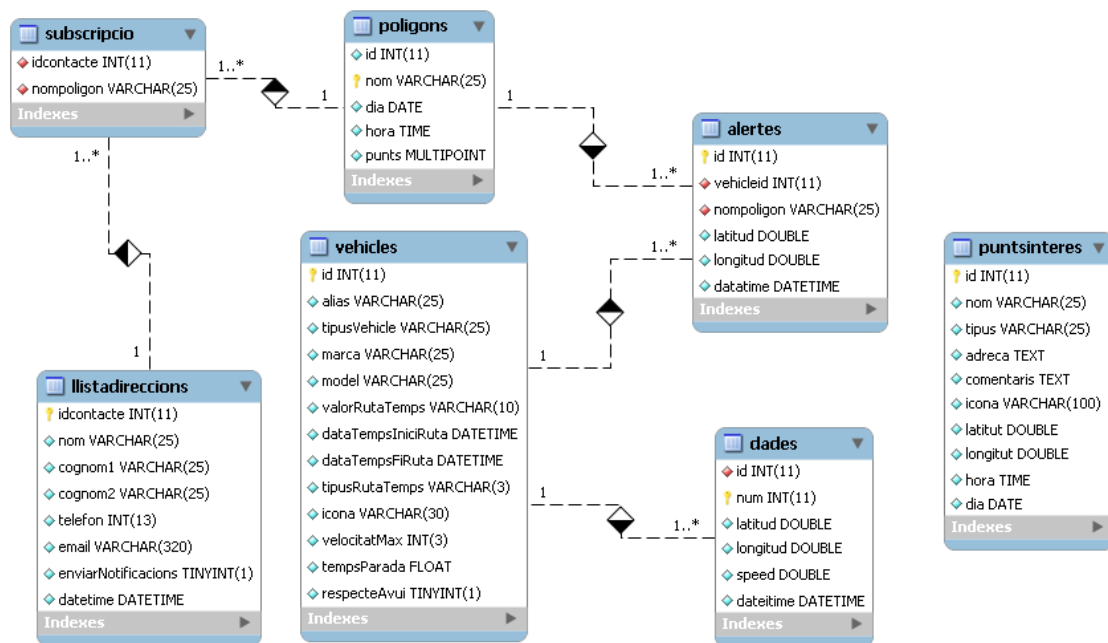 subscripcio
idcontacte INT(11)
nompoligon VARCHAR(25)
Indexes
1..*
1
poligons
id INT(11)
nom VARCHAR(25)
dia DATE
hora TIME
punts MULTIPOINT
Indexes
1
1..*
alertes
id INT(11)
vehicleid INT(11)
nompoligon VARCHAR(25)
latitud DOUBLE
longitud DOUBLE
datatime DATETIME
Indexes
1..*
1
1..*
1
llistadireccions
idcontacte INT(11)
nom VARCHAR(25)
cognom1 VARCHAR(25)
cognom2 VARCHAR(25)
telefon INT(13)
email VARCHAR(320)
enviarNotificacions TINYINT(1)
datetime DATETIME
Indexes
vehicles
id INT(11)
alias VARCHAR(25)
tipusVehicle VARCHAR(25)
marca VARCHAR(25)
model VARCHAR(25)
valorRutaTemps VARCHAR(10)
dataTempsIniciRuta DATETIME
dataTempsFiRuta DATETIME
tipusRutaTemps VARCHAR(3)
icona VARCHAR(30)
velocitatMax INT(3)
tempsParada FLOAT
respecteAvui TINYINT(1)
Indexes
1
1..*
dades
id INT(11)
num INT(11)
latitud DOUBLE
longitud DOUBLE
speed DOUBLE
dateitime DATETIME
Indexes
puntsinteres
id INT(11)
nom VARCHAR(25)
tipus VARCHAR(25)
adreca TEXT
comentaris TEXT
icona VARCHAR(100)
latitut DOUBLE
longitut DOUBLE
hora TIME
dia DATE
Indexes